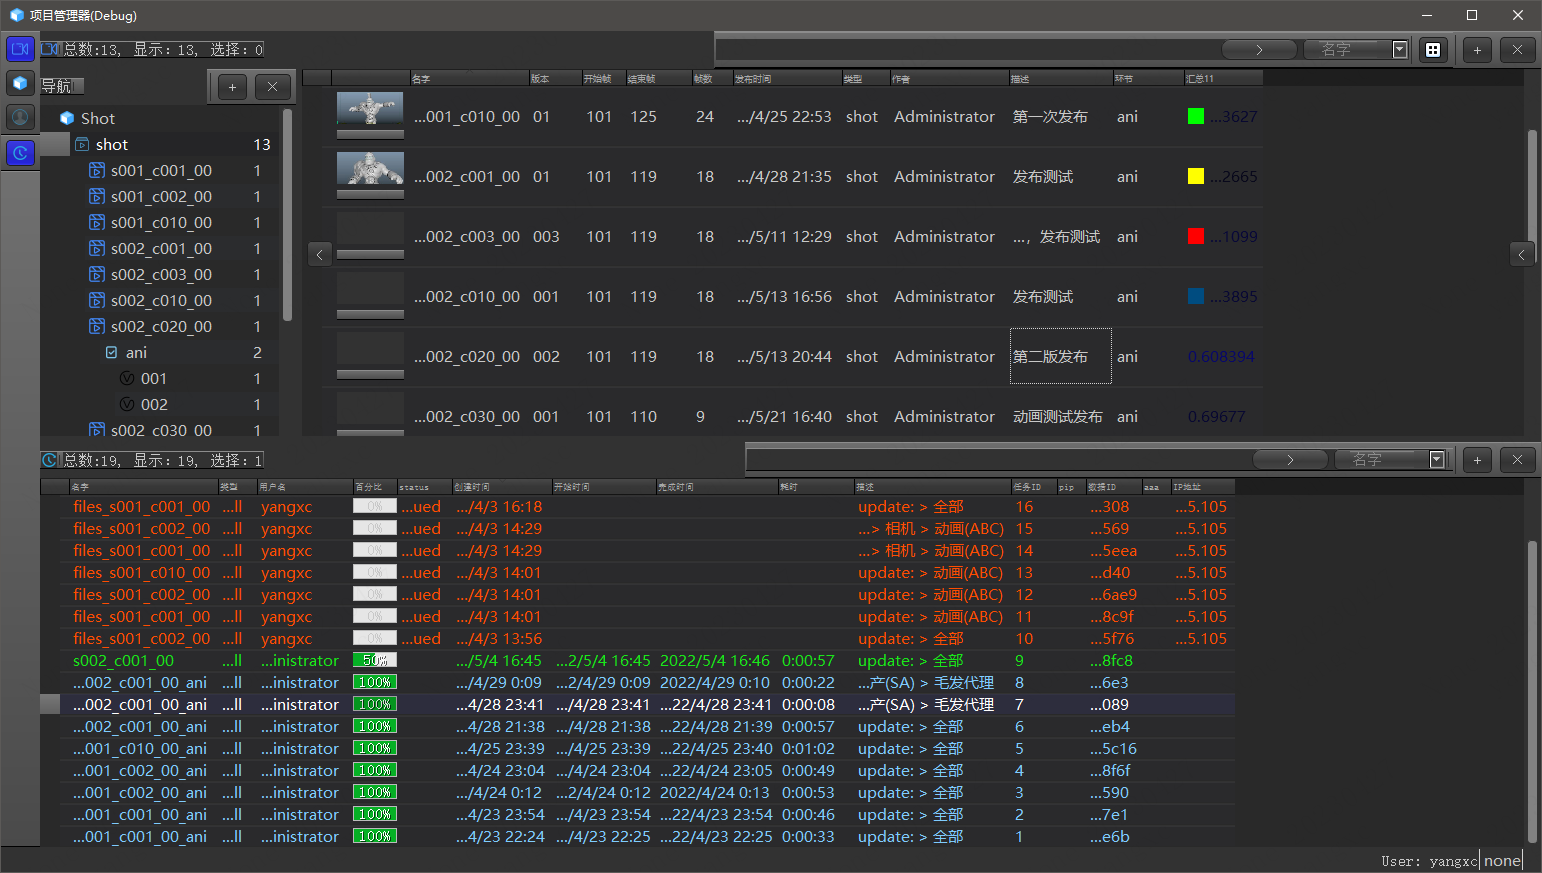 项目管理器(Debug)
总数:13, 显示: 13, 选择: 0
名字
导航
Shot
shot 13
s001_c001_00 1
s001_c002_00 1
s001_c010_00 1
s002_c001_00 1
s002_c003_00 1
s002_c010_00 1
s002_c020_00 1
ani 2
001 1
002 1
s002_c030_00 1
名字 版本 开始帧 结束帧 帧数 发布时间 类型 作者 描述 环节 汇总11
...001_c010_00 01 101 125 24 .../4/25 22:53 shot Administrator 第一次发布 ani ...3627
...002_c001_00 01 101 119 18 .../4/28 21:35 shot Administrator 发布测试 ani ...2665
...002_c003_00 003 101 119 18 .../5/11 12:29 shot Administrator ..., 发布测试 ani ...1099
...002_c010_00 001 101 119 18 .../5/13 16:56 shot Administrator 发布测试 ani ...3895
...002_c020_00 002 101 119 18 .../5/13 20:44 shot Administrator 第二版发布 ani 0.608394
...002_c030_00 001 101 110 9 .../5/21 16:40 shot Administrator 动画测试发布 ani 0.69677
总数:19, 显示: 19, 选择: 1
名字
名字 类型 用户名 百分比 status 创建时间 开始时间 完成时间 耗时 描述 任务ID pip 数据ID aaa IP地址
files_s001_c001_00 ...ll yangxc 0% ...ued .../4/3 16:18 update: > 全部 16 ...308 ...5.105
files_s001_c002_00 ...ll yangxc 0% ...ued .../4/3 14:29 ...> 相机 > 动画(ABC) 15 ...569 ...5.105
files_s001_c001_00 ...ll yangxc 0% ...ued .../4/3 14:29 ...> 相机 > 动画(ABC) 14 ...5eea ...5.105
files_s001_c010_00 ...ll yangxc 0% ...ued .../4/3 14:01 update: > 动画(ABC) 13 ...d40 ...5.105
files_s001_c002_00 ...ll yangxc 0% ...ued .../4/3 14:01 update: > 动画(ABC) 12 ...6ae9 ...5.105
files_s001_c001_00 ...ll yangxc 0% ...ued .../4/3 14:01 update: > 动画(ABC) 11 ...8c9f ...5.105
files_s001_c002_00 ...ll yangxc 0% ...ued .../4/3 13:56 update: > 全部 10 ...5f76 ...5.105
s002_c001_00 ...ll ...inistrator 50% .../5/4 16:45 ...2/5/4 16:45 2022/5/4 16:46 0:00:57 update: > 全部 9 ...8fc8
...002_c001_00_ani ...ll ...inistrator 100% .../4/29 0:09 ...2/4/29 0:09 2022/4/29 0:10 0:00:22 ...产(SA) > 毛发代理 8 ...6e3
...002_c001_00_ani ...ll ...inistrator 100% ...4/28 23:41 .../4/28 23:41 ...22/4/28 23:41 0:00:08 ...产(SA) > 毛发代理 7 ...089
...002_c001_00_ani ...ll ...inistrator 100% ...4/28 21:38 .../4/28 21:38 ...22/4/28 21:39 0:00:57 update: > 全部 6 ...eb4
...001_c010_00_ani ...ll ...inistrator 100% ...4/25 23:39 .../4/25 23:39 ...22/4/25 23:40 0:01:02 update: > 全部 5 ...5c16
...001_c002_00_ani ...ll ...inistrator 100% ...4/24 23:04 .../4/24 23:04 ...22/4/24 23:05 0:00:49 update: > 全部 4 ...8f6f
...001_c002_00_ani ...ll ...inistrator 100% .../4/24 0:12 ...2/4/24 0:12 2022/4/24 0:13 0:00:53 update: > 全部 3 ...590
...001_c001_00_ani ...ll ...inistrator 100% ...4/23 23:54 .../4/23 23:54 ...22/4/23 23:54 0:00:46 update: > 全部 2 ...7e1
...001_c001_00_ani ...ll ...inistrator 100% ...4/23 22:24 .../4/23 22:25 ...22/4/23 22:25 0:00:33 update: > 全部 1 ...e6b
User: yangxc none